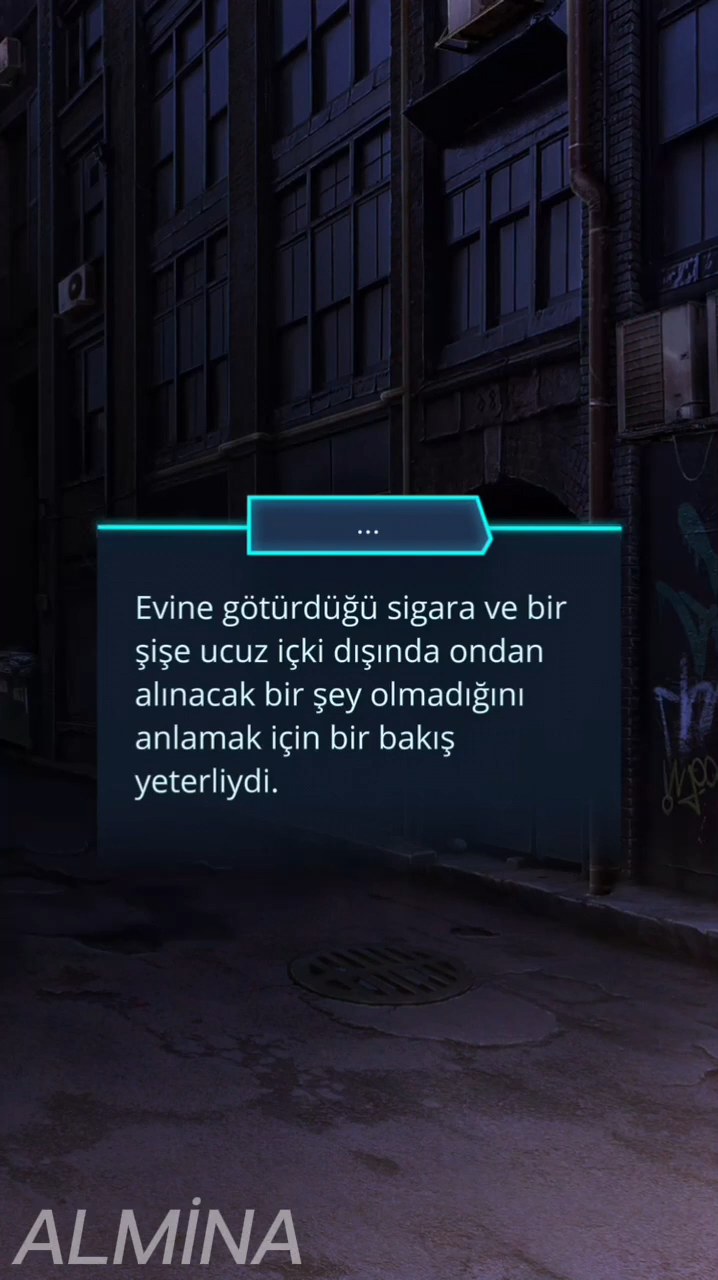 ...
Evine götürdüğü sigara ve bir
şişe ucuz içki dışında ondan
alınacak bir şey olmadığını
anlamak için bir bakış
yeterliydi.
ALMİNA